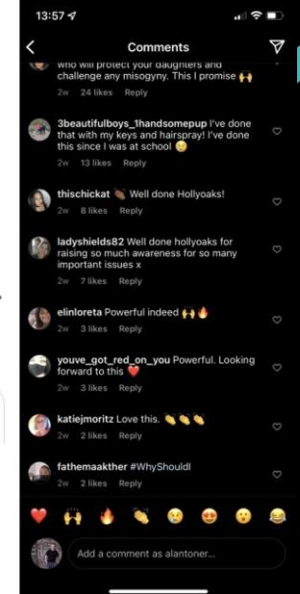 13:57
Comments
who will protect your daughters and
challenge any misogyny. This I promise 🙌
2w 24 likes Reply
3beautifulboys_1handsomepup I've done
that with my keys and hairspray! I've done
this since I was at school 😢
2w 13 likes Reply
thischickat 👏🏾 Well done Hollyoaks!
2w 8 likes Reply
ladyshields82 Well done hollyoaks for
raising so much awareness for so many
important issues x
2w 7 likes Reply
elinloreta Powerful indeed 🙌🔥
2w 3 likes Reply
youve_got_red_on_you Powerful. Looking
forward to this ❤️
2w 3 likes Reply
katiejmoritz Love this. 👏👏👏
2w 2 likes Reply
fathemaakther #WhyShouldI
2w 2 likes Reply
❤️ 🙌 🔥 👏 😢 😍 😮 😂
Add a comment as alantoner...